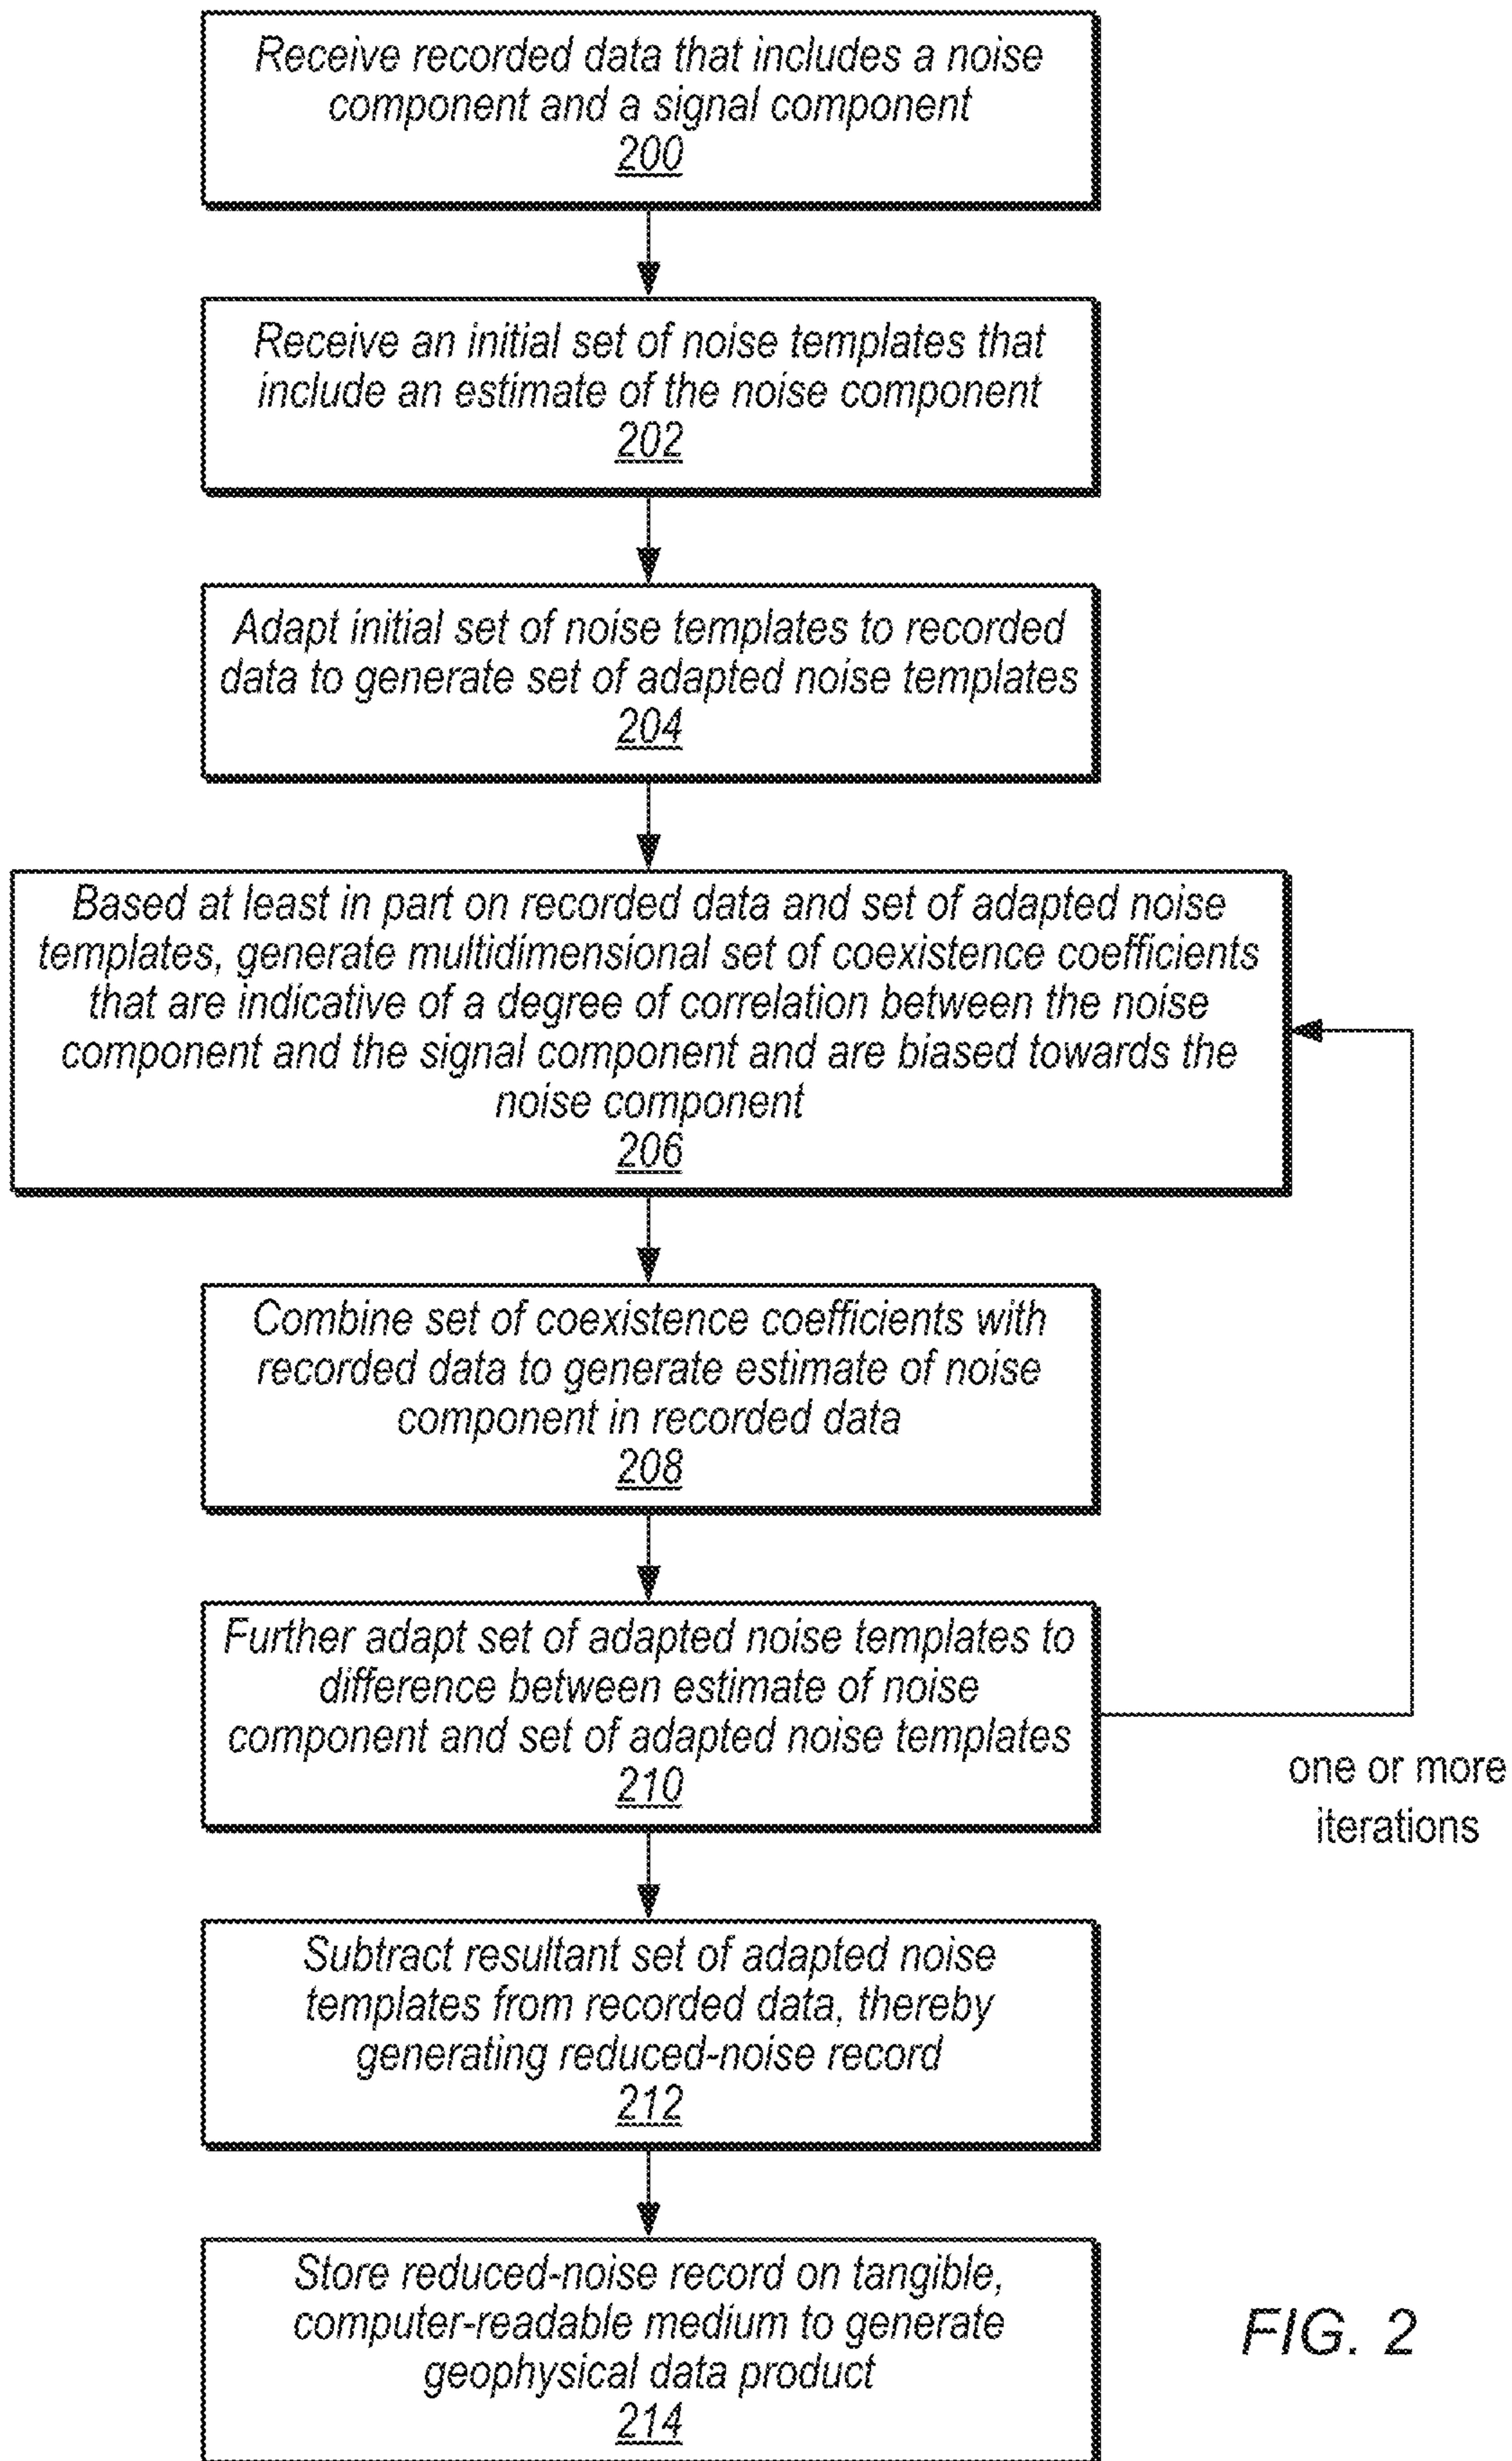 Receive recorded data that includes a noise
component and a signal component
200
Receive an initial set of noise templates that
include an estimate of the noise component
202
Adapt initial set of noise templates to recorded
data to generate set of adapted noise templates
204
Based at least in part on recorded data and set of adapted noise
templates, generate multidimensional set of coexistence coefficients
that are indicative of a degree of correlation between the noise
component and the signal component and are biased towards the
noise component
206
Combine set of coexistence coefficients with
recorded data to generate estimate of noise
component in recorded data
208
Further adapt set of adapted noise templates to
difference between estimate of noise
component and set of adapted noise templates
210
one or more
iterations
Subtract resultant set of adapted noise
templates from recorded data, thereby
generating reduced-noise record
212
Store reduced-noise record on tangible,
computer-readable medium to generate
geophysical data product
214
FIG. 2